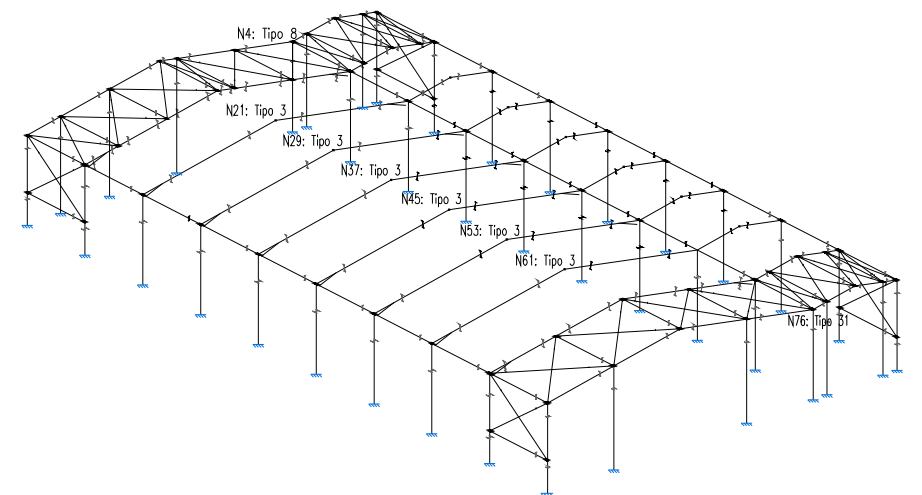 N4: Tipo 8
N21: Tipo 3
N29: Tipo 3
N37: Tipo 3
N45: Tipo 3
N53: Tipo 3
N61: Tipo 3
N76: Tipo 31